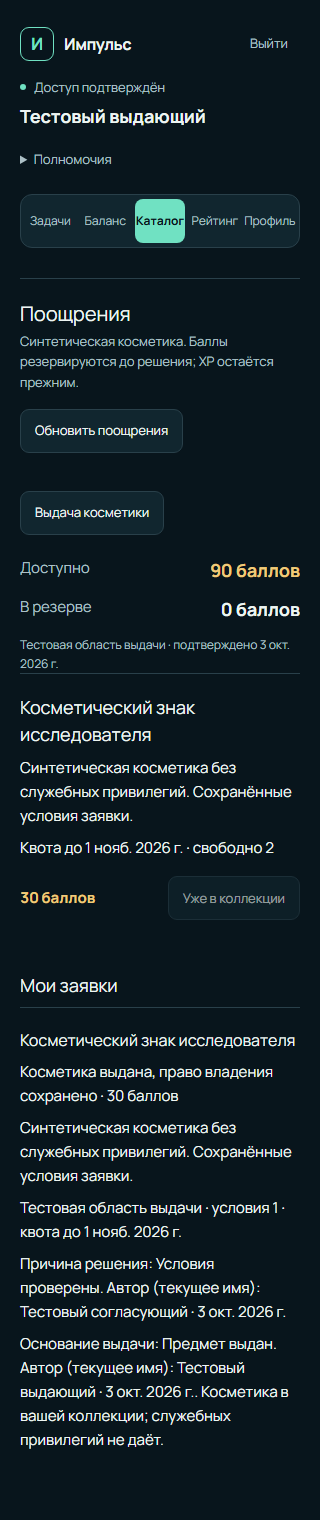 И Импульс Выйти
Доступ подтверждён
Тестовый выдающий
Полномочия
Задачи Баланс Каталог Рейтинг Профиль
Поощрения
Синтетическая косметика. Баллы
резервируются до решения; XP остаётся
прежним.
Обновить поощрения
Выдача косметики
Доступно 90 баллов
В резерве 0 баллов
Тестовая область выдачи · подтверждено 3 окт.
2026 г.
Косметический знак
исследователя
Синтетическая косметика без
служебных привилегий. Сохранённые
условия заявки.
Квота до 1 нояб. 2026 г. · свободно 2
30 баллов Уже в коллекции
Мои заявки
Косметический знак исследователя
Косметика выдана, право владения
сохранено · 30 баллов
Синтетическая косметика без
служебных привилегий. Сохранённые
условия заявки.
Тестовая область выдачи · условия 1 ·
квота до 1 нояб. 2026 г.
Причина решения: Условия
проверены. Автор (текущее имя):
Тестовый согласующий · 3 окт. 2026 г.
Основание выдачи: Предмет выдан.
Автор (текущее имя): Тестовый
выдающий · 3 окт. 2026 г.. Косметика в
вашей коллекции; служебных
привилегий не даёт.